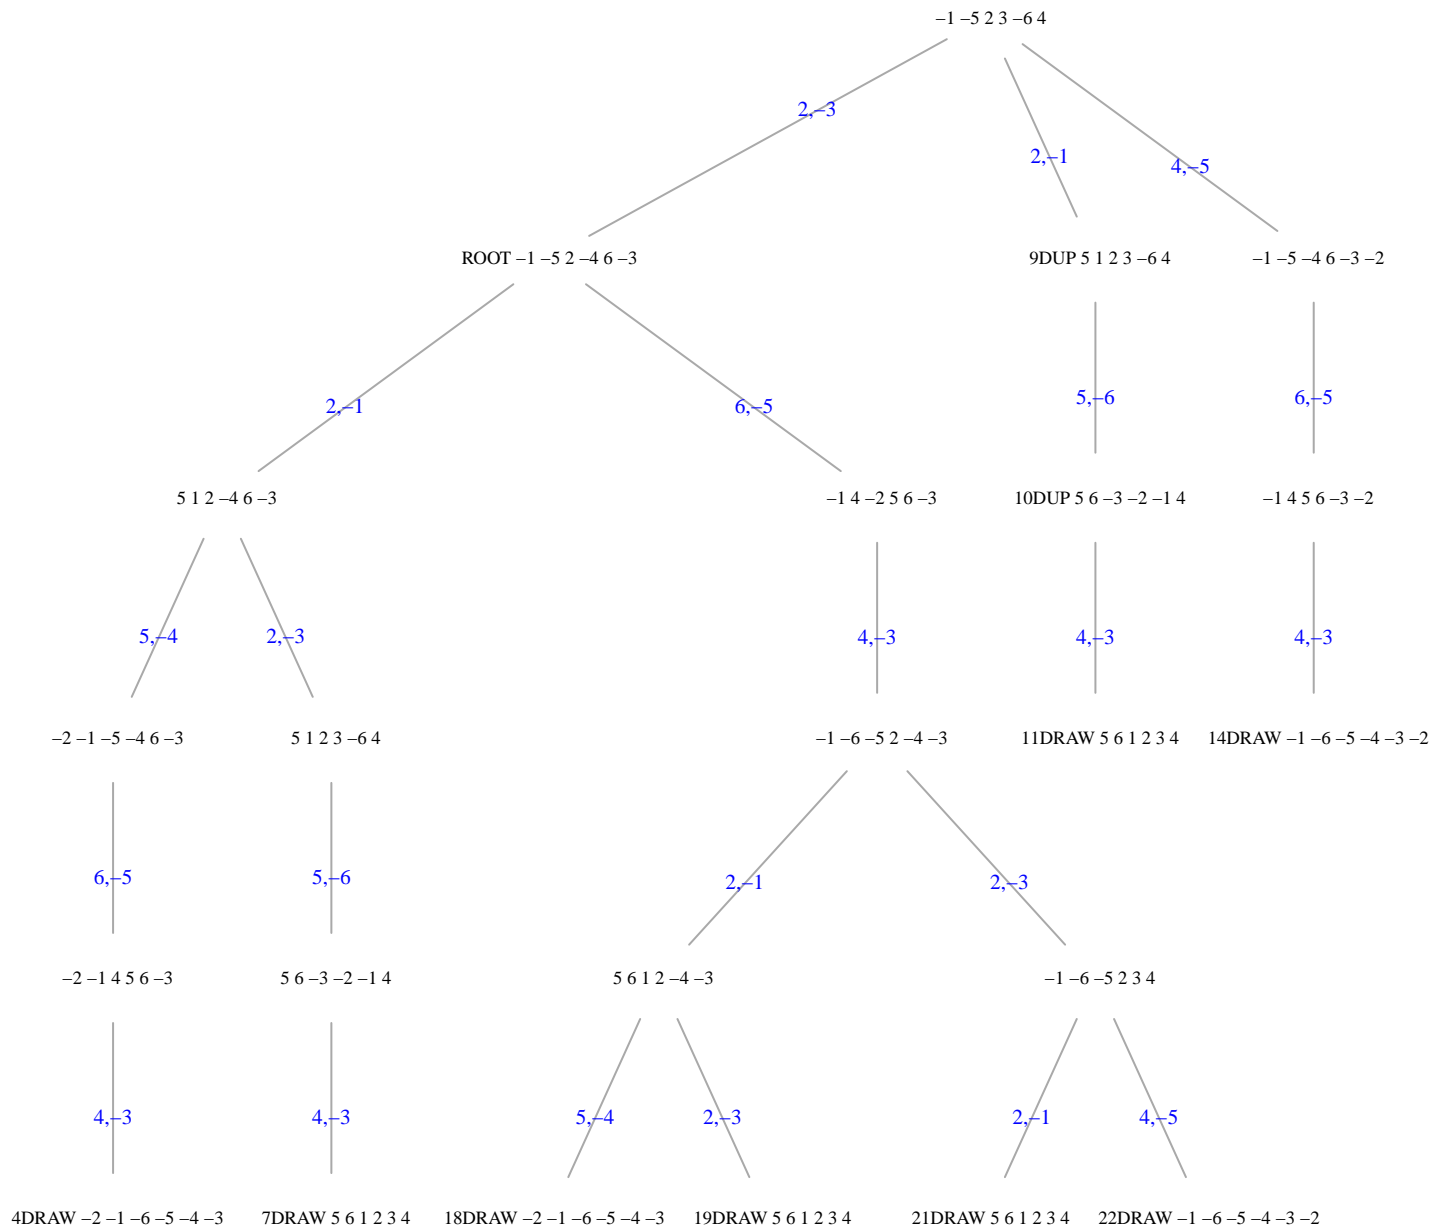 –1 –5 2 3 –6 4
2,–3
2,–1
4,–5
ROOT –1 –5 2 –4 6 –3
9DUP 5 1 2 3 –6 4
–1 –5 –4 6 –3 –2
2,–1
6,–5
5,–6
6,–5
5 1 2 –4 6 –3
–1 4 –2 5 6 –3
10DUP 5 6 –3 –2 –1 4
–1 4 5 6 –3 –2
5,–4
2,–3
4,–3
4,–3
4,–3
–2 –1 –5 –4 6 –3
5 1 2 3 –6 4
–1 –6 –5 2 –4 –3
11DRAW 5 6 1 2 3 4
14DRAW –1 –6 –5 –4 –3 –2
6,–5
5,–6
2,–1
2,–3
–2 –1 4 5 6 –3
5 6 –3 –2 –1 4
5 6 1 2 –4 –3
–1 –6 –5 2 3 4
4,–3
4,–3
5,–4
2,–3
2,–1
4,–5
4DRAW –2 –1 –6 –5 –4 –3
7DRAW 5 6 1 2 3 4
18DRAW –2 –1 –6 –5 –4 –3
19DRAW 5 6 1 2 3 4
21DRAW 5 6 1 2 3 4
22DRAW –1 –6 –5 –4 –3 –2